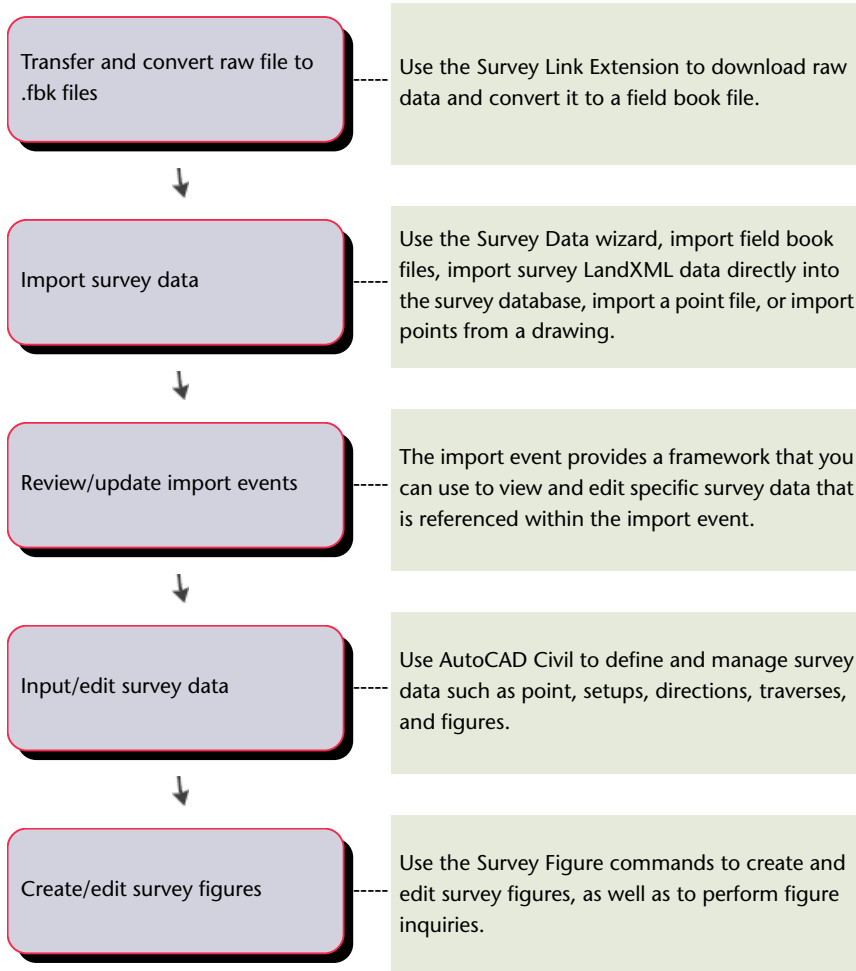 Transfer and convert raw file to
.fbk files
Use the Survey Link Extension to download raw
data and convert it to a field book file.
Import survey data
Use the Survey Data wizard, import field book
files, import survey LandXML data directly into
the survey database, import a point file, or import
points from a drawing.
Review/update import events
The import event provides a framework that you
can use to view and edit specific survey data that
is referenced within the import event.
Input/edit survey data
Use AutoCAD Civil to define and manage survey
data such as point, setups, directions, traverses,
and figures.
Create/edit survey figures
Use the Survey Figure commands to create and
edit survey figures, as well as to perform figure
inquiries.